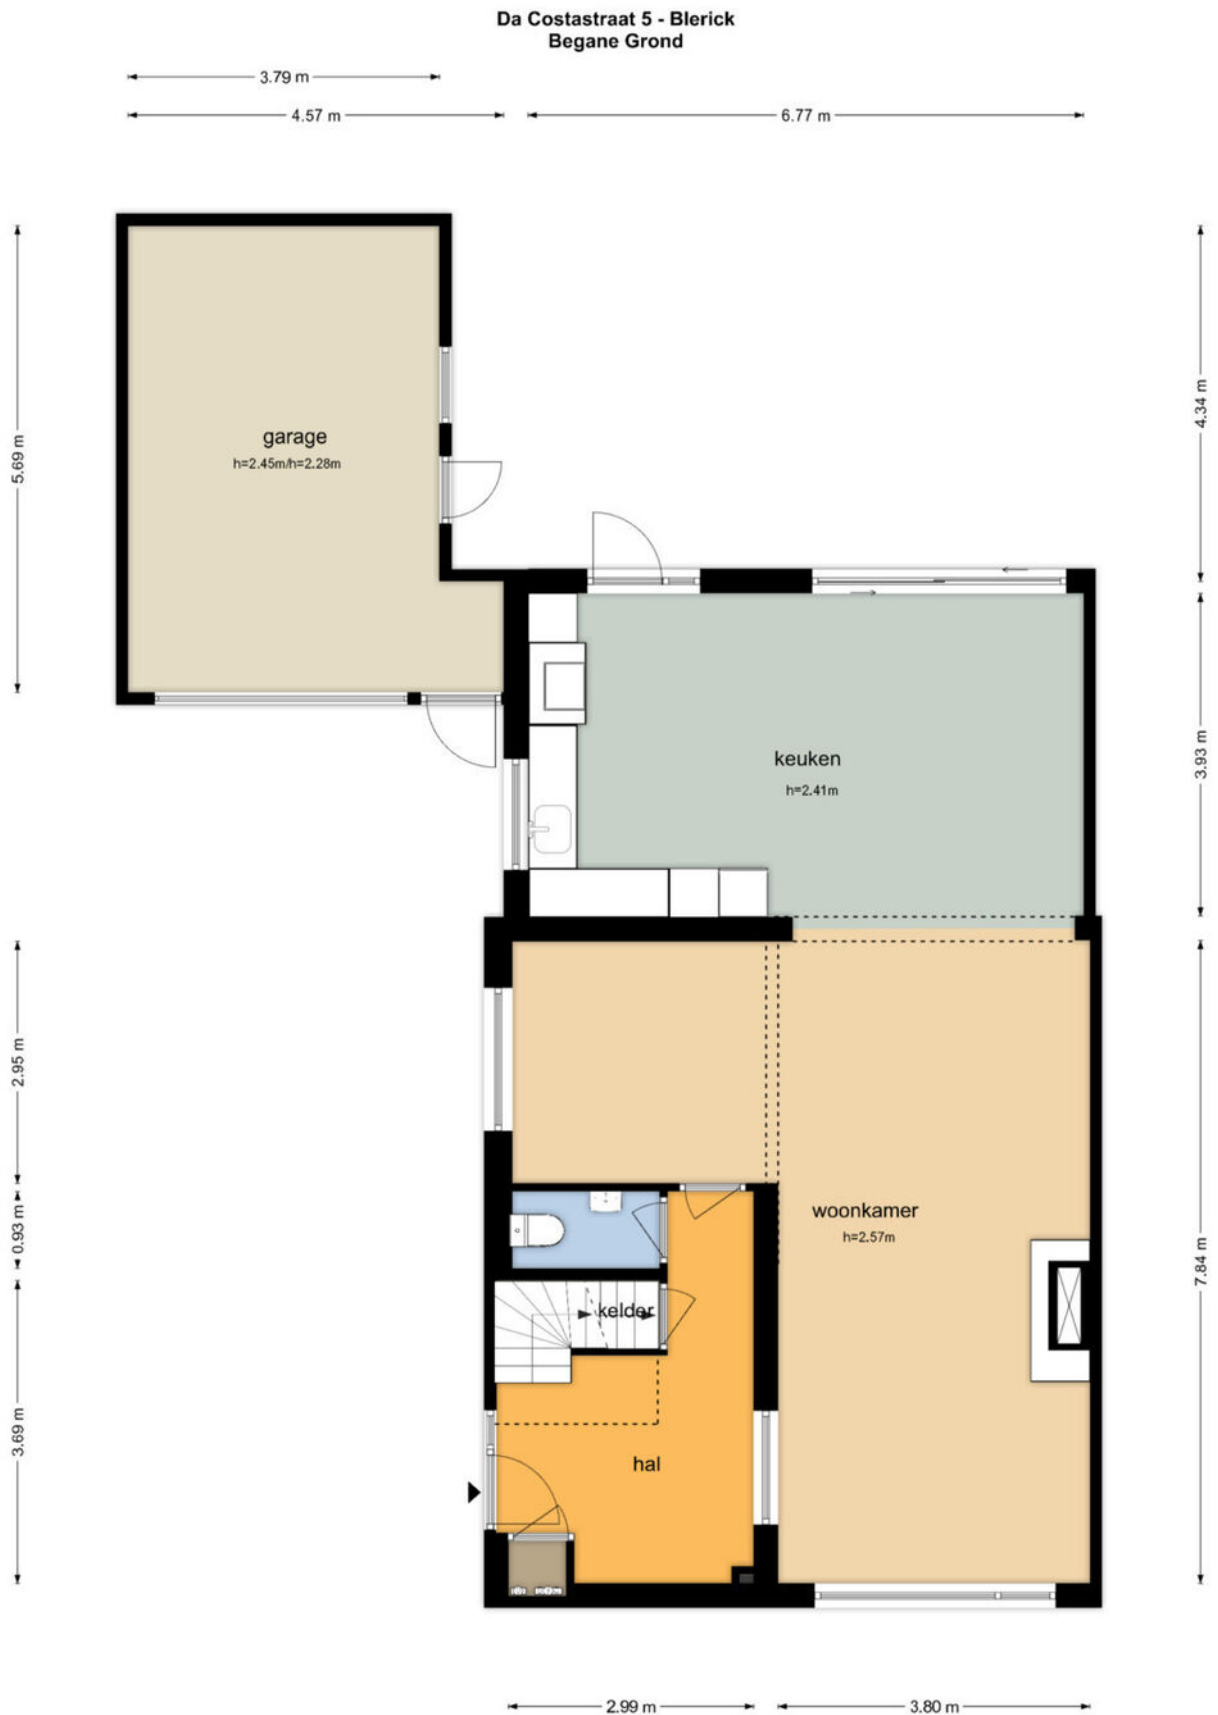 Da Costastraat 5 - Blerick
Begane Grond
3.79 m
4.57 m
6.77 m
5.69 m
4.34 m
garage
h=2.45m/h=2.28m
keuken
h=2.41m
3.93 m
2.95 m
0.93 m
3.69 m
woonkamer
h=2.57m
7.84 m
kelder
hal
2.99 m
3.80 m